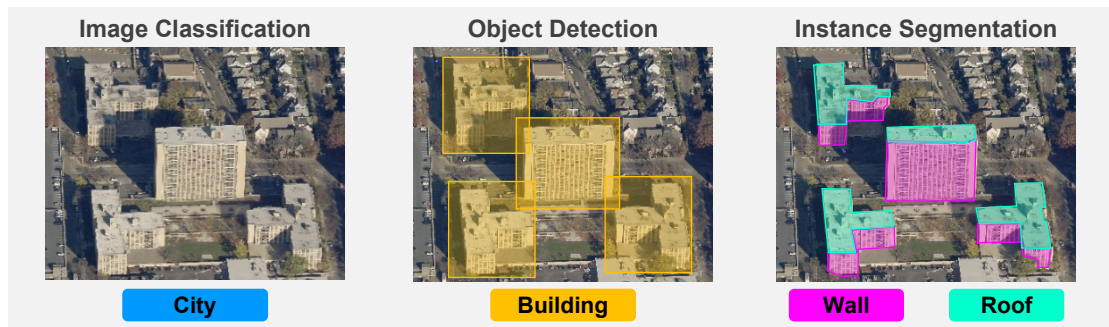 Image Classification
Object Detection
Instance Segmentation
City
Building
Wall
Roof